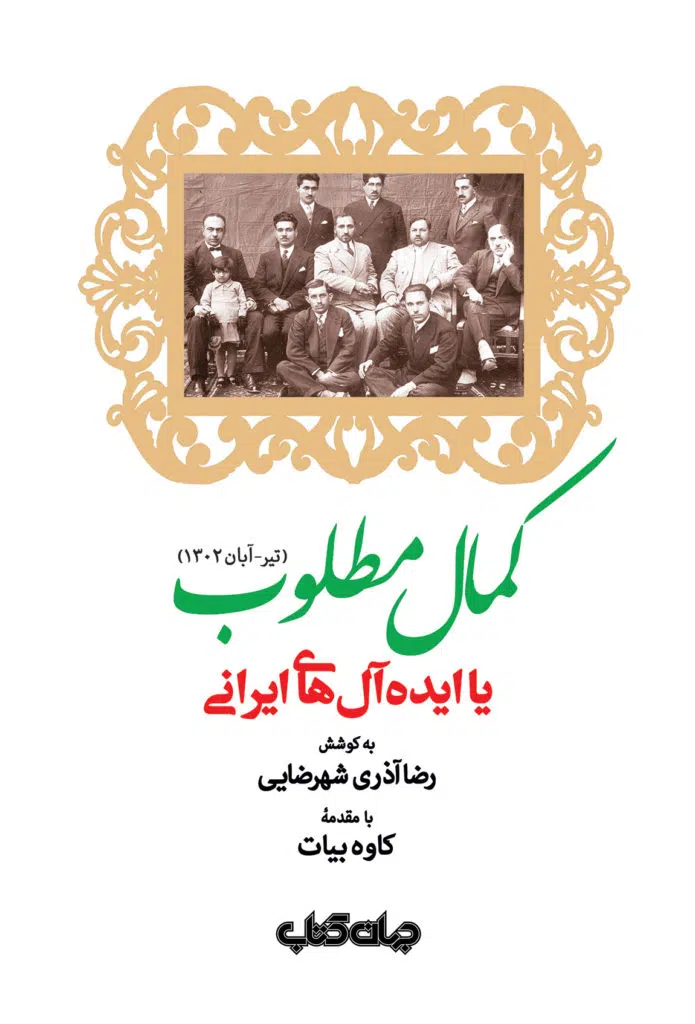 کمال مطلوب
(تیر-آبان ۱۳۰۲)
یا ایده‌آل‌های ایرانی
به کوشش
رضا آذری شهرضایی
با مقدمهٔ
کاوه بیات
جهان کتاب